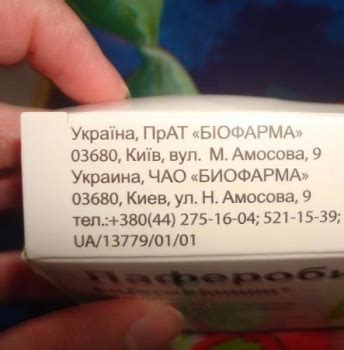 Україна, ПрАТ «БІОФАРМА»
03680, Київ, вул. М. Амосова, 9
Украина, ЧАО «БИОФАРМА»
03680, Киев, ул. Н. Амосова, 9
тел.:+380(44) 275-16-04; 521-15-39;
UA/13779/01/01